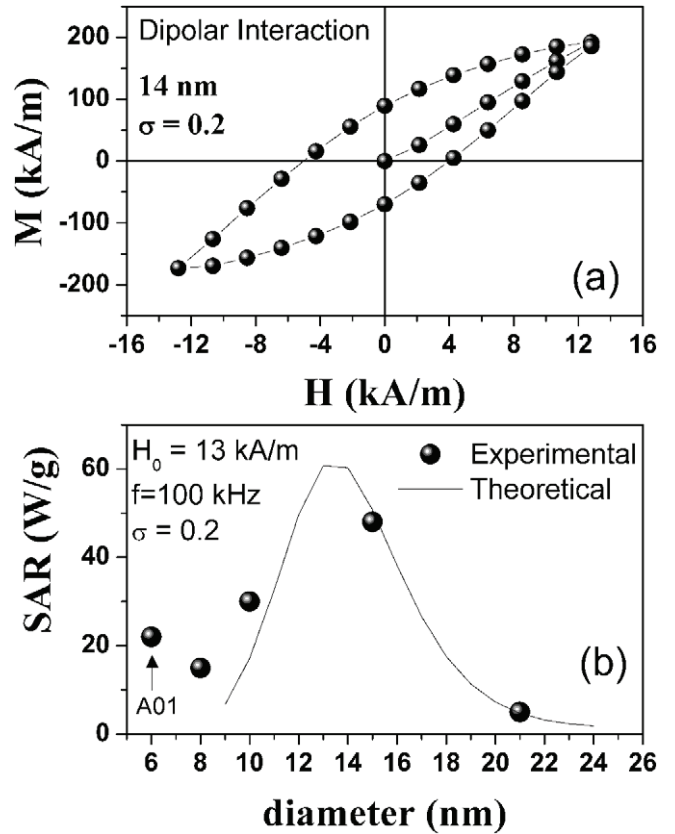 Dipolar Interaction
14 nm
σ = 0.2
200
100
0
-100
-200
M (kA/m)
(a)
-16 -12 -8 -4 0 4 8 12 16
H (kA/m)
H₀ = 13 kA/m
f=100 kHz
σ = 0.2
Experimental
Theoretical
60
40
20
0
SAR (W/g)
A01
(b)
6 8 10 12 14 16 18 20 22 24 26
diameter (nm)